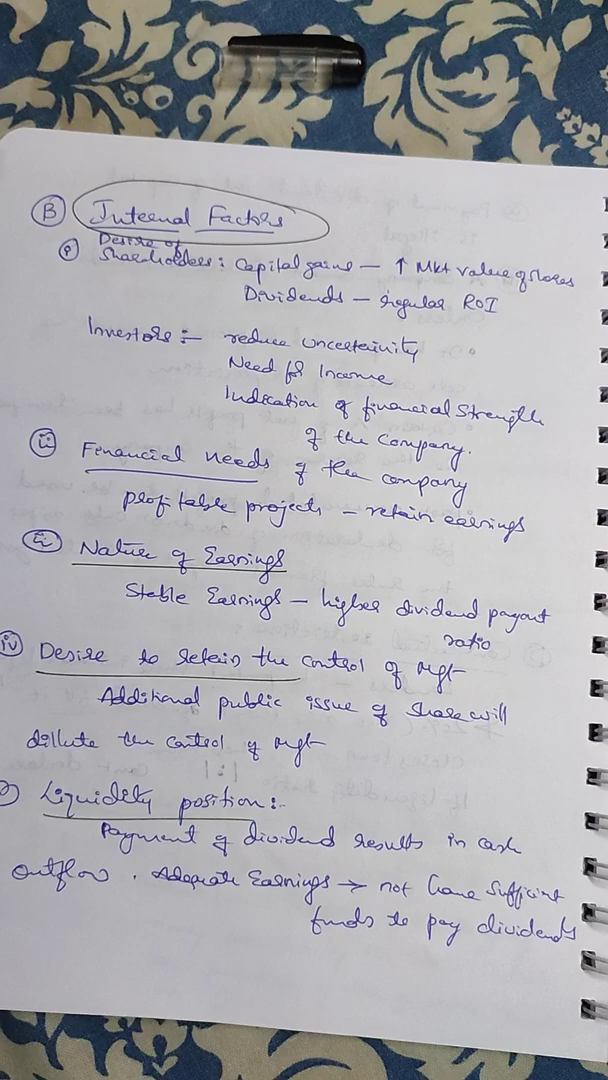 B Internal Factors
Desire of
Shareholders : Capital gains — ↑ Mkt value of shares
Dividends — regular ROI
Investors :— reduce uncertainity
Need for Income
Indication of financial Strength
of the Company.
ii Financial needs of the company
profitable projects — retain earnings
iii Nature of Earnings
Stable Earnings — higher dividend payout
ratio
iv Desire to retain the control of mgt
Additional public issue of share will
dillute the control of mgt
Liquidity position :-
Payment of dividend results in cash
outflow . Adequate Earnings → not have sufficient
funds to pay dividends